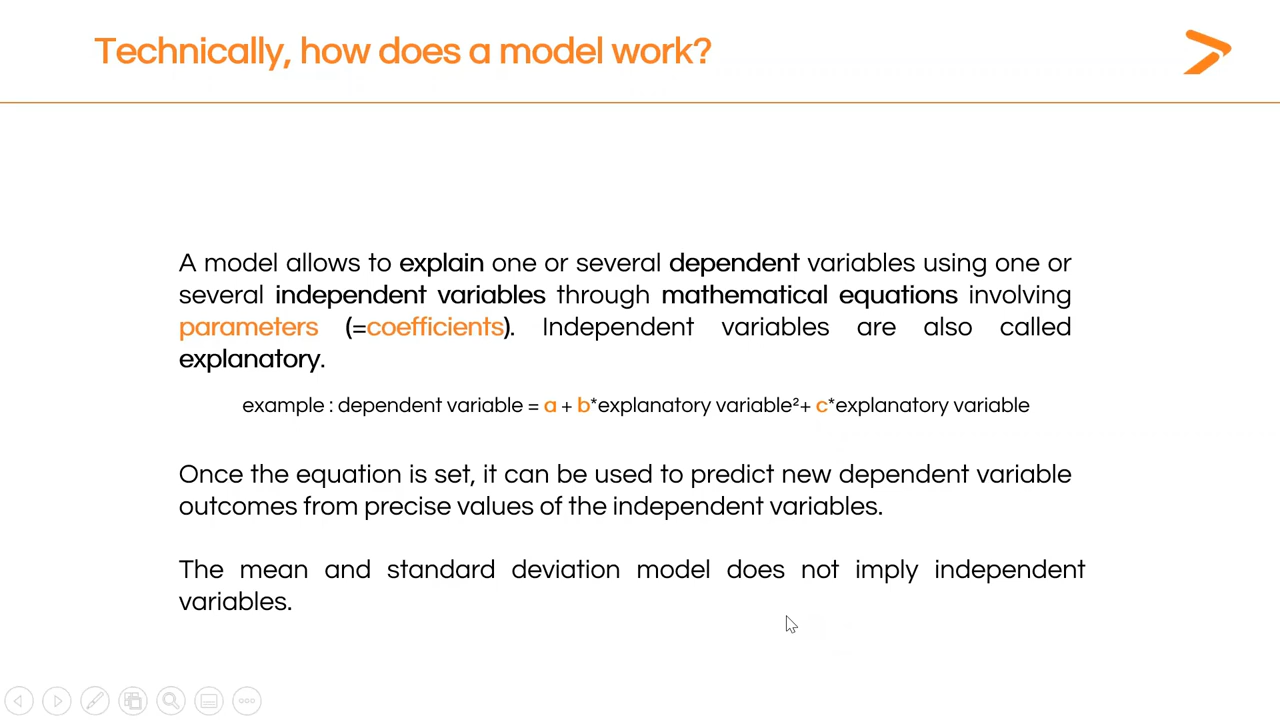 Technically, how does a model work?
A model allows to explain one or several dependent variables using one or
several independent variables through mathematical equations involving
parameters (=coefficients). Independent variables are also called
explanatory.
example : dependent variable = a + b*explanatory variable²+ c*explanatory variable
Once the equation is set, it can be used to predict new dependent variable
outcomes from precise values of the independent variables.
The mean and standard deviation model does not imply independent
variables.